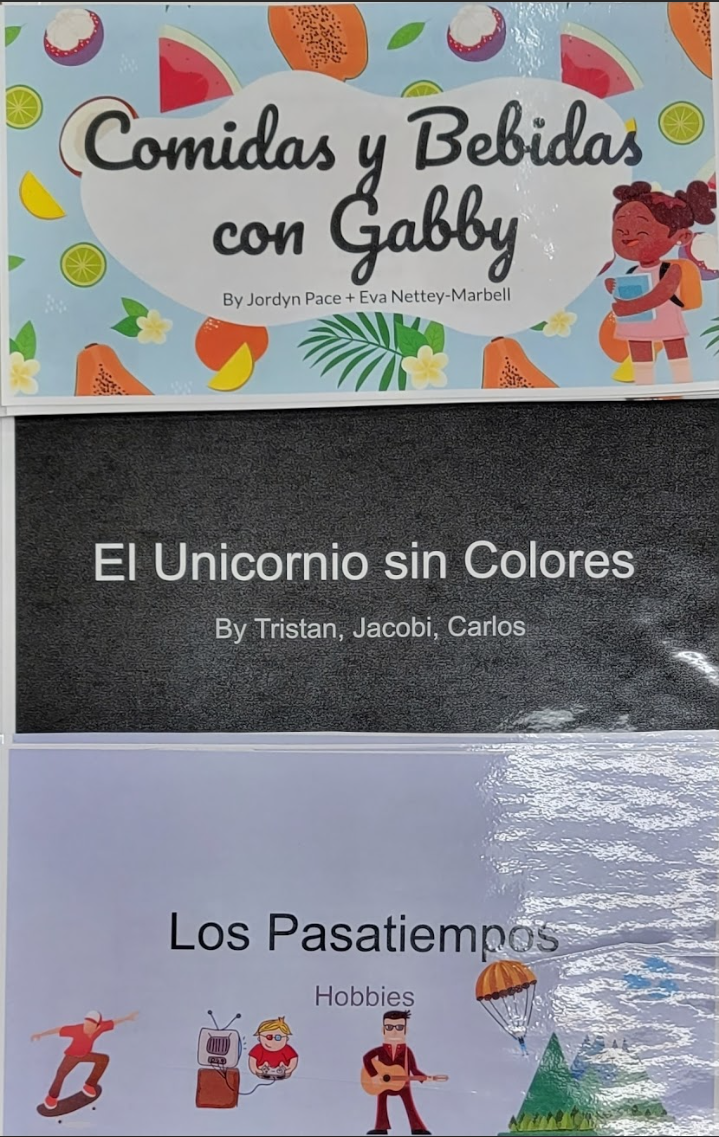 Comidas y Bebidas
con Gabby
By Jordyn Pace + Eva Nettey-Marbell
El Unicornio sin Colores
By Tristan, Jacobi, Carlos
Los Pasatiempos
Hobbies